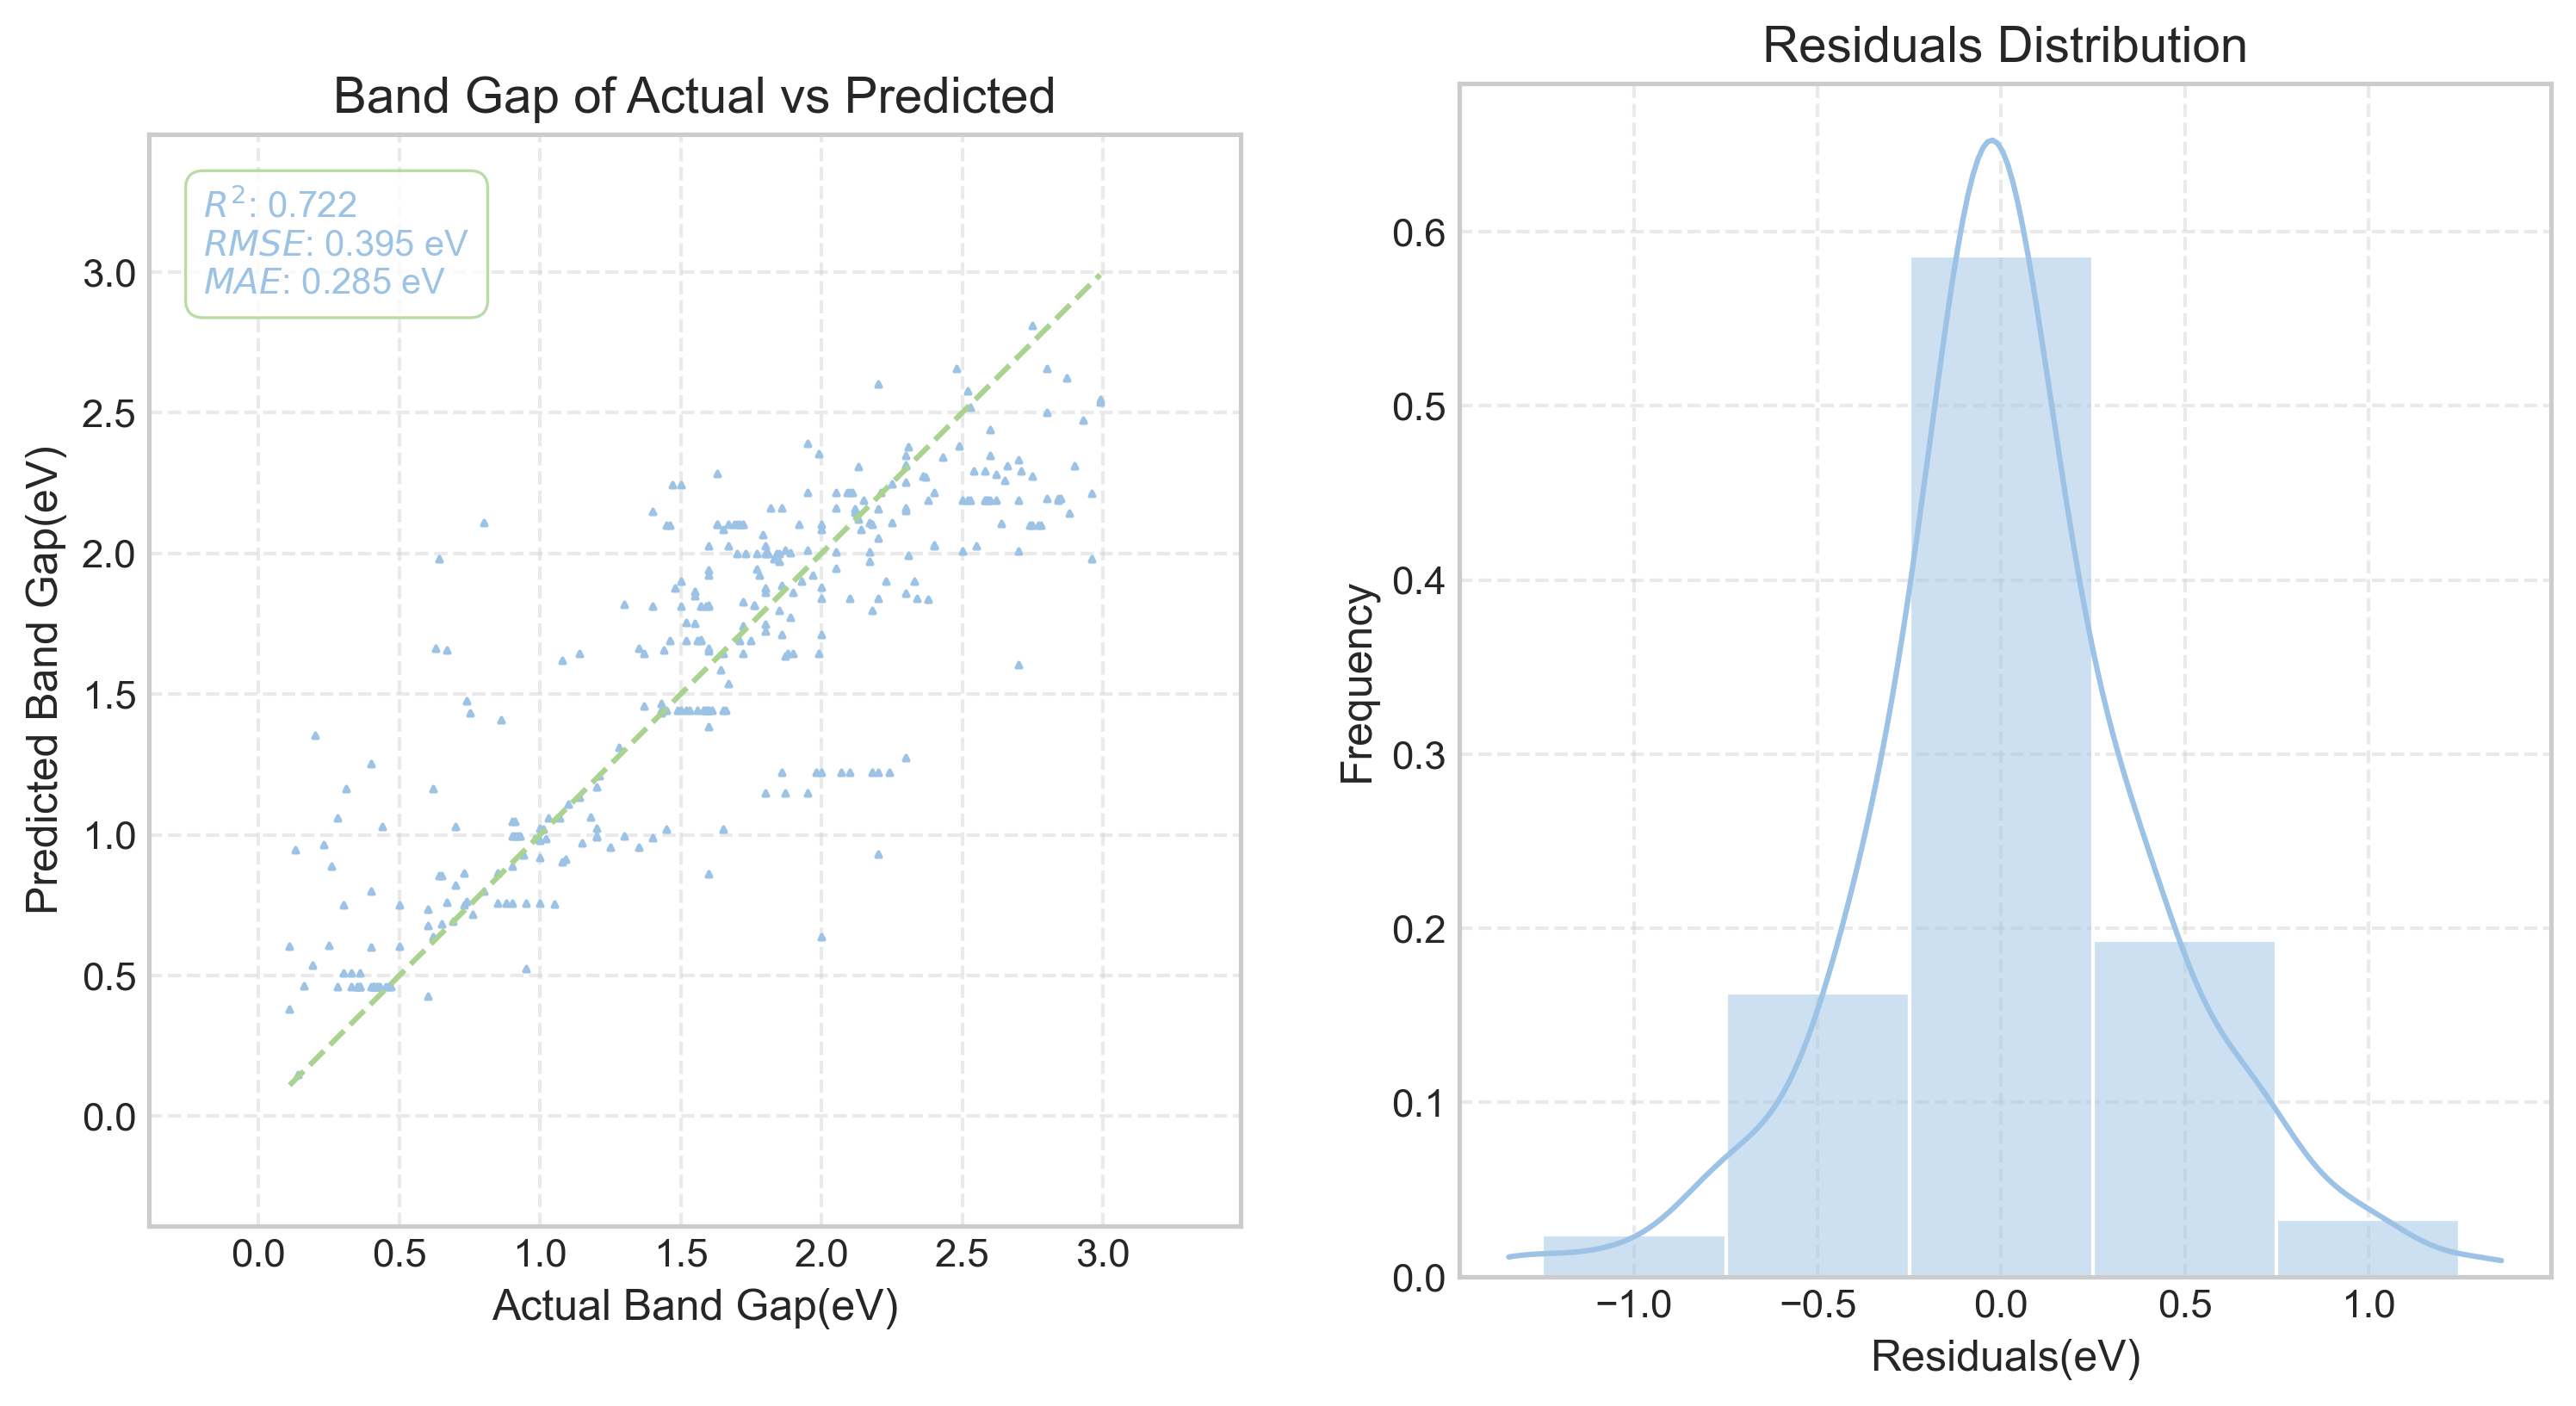 Band Gap of Actual vs Predicted
R²: 0.722
RMSE: 0.395 eV
MAE: 0.285 eV
Predicted Band Gap(eV)
3.0
2.5
2.0
1.5
1.0
0.5
0.0
0.0 0.5 1.0 1.5 2.0 2.5 3.0
Actual Band Gap(eV)
Residuals Distribution
Frequency
0.6
0.5
0.4
0.3
0.2
0.1
0.0
−1.0 −0.5 0.0 0.5 1.0
Residuals(eV)